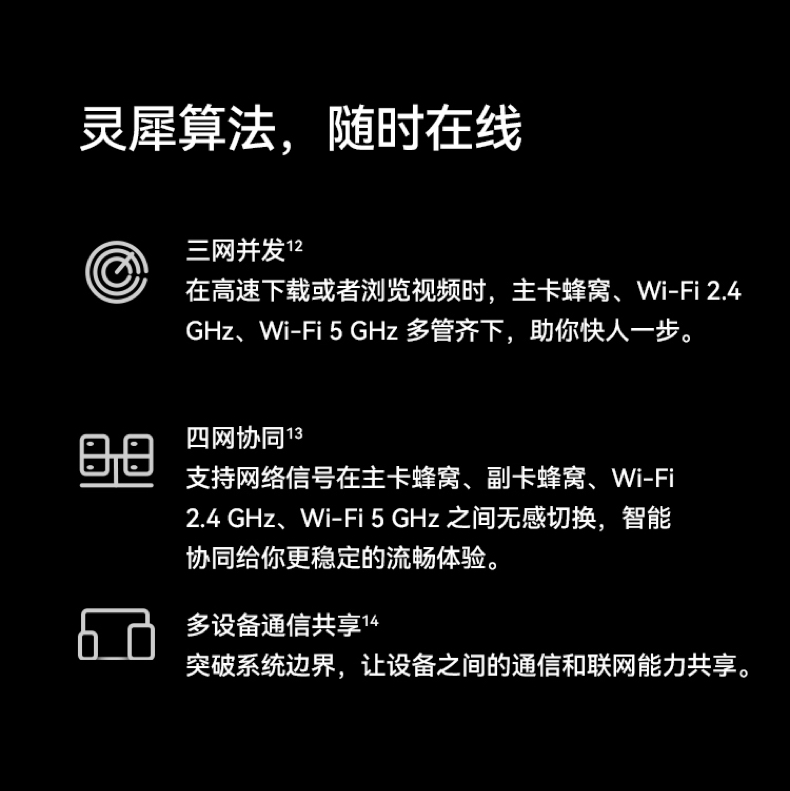 灵犀算法，随时在线
三网并发¹²
在高速下载或者浏览视频时，主卡蜂窝、Wi-Fi 2.4
GHz、Wi-Fi 5 GHz 多管齐下，助你快人一步。
四网协同¹³
支持网络信号在主卡蜂窝、副卡蜂窝、Wi-Fi
2.4 GHz、Wi-Fi 5 GHz 之间无感切换，智能
协同给你更稳定的流畅体验。
多设备通信共享¹⁴
突破系统边界，让设备之间的通信和联网能力共享。